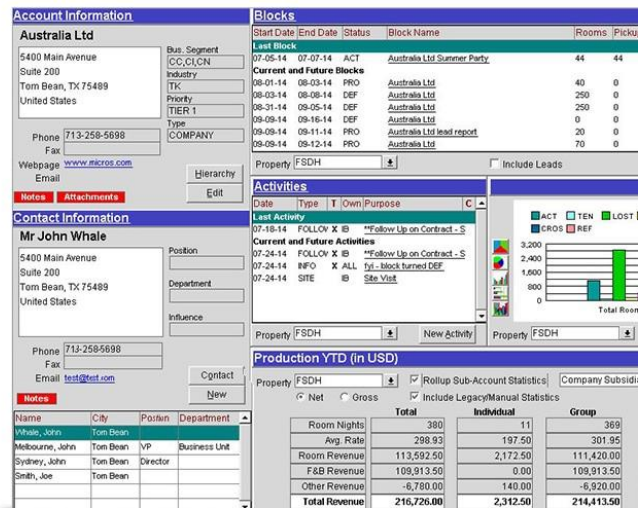 Account Information
Australia Ltd
5400 Main Avenue
Suite 200
Tom Bean, TX 75489
United States
Bus. Segment
CC,CI,CN
Industry
TK
Priority
TIER 1
Type
COMPANY
Phone 713-258-5698
Fax
Webpage www.micros.com
Email
Hierarchy
Edit
Notes Attachments
Contact Information
Mr John Whale
5400 Main Avenue
Suite 200
Tom Bean, TX 75489
United States
Position
Department
Influence
Phone 713-258-5698
Fax
Email test@test.com
Contact
New
Notes
Name City Position Department
Whale, John Tom Bean
Melbourne, John Tom Bean VP Business Unit
Sydney, John Tom Bean Director
Smith, Joe Tom Bean
Blocks
Start Date End Date Status Block Name Rooms Pickup
Last Block
07-05-14 07-07-14 ACT Australia Ltd Summer Party 44 44
Current and Future Blocks
08-01-14 08-03-14 PRO Australia Ltd 40 0
08-03-14 08-08-14 DEF Australia Ltd 250 0
08-31-14 09-05-14 DEF Australia Ltd 250 0
09-09-14 09-16-14 DEF Australia Ltd 0 0
09-09-14 09-11-14 PRO Australia Ltd lead report 20 0
09-09-14 09-12-14 PRO Australia Ltd 70 0
Property FSDH Include Leads
Activities
Date Type T Own Purpose C
Last Activity
07-18-14 FOLLOV X IB **Follow Up on Contract - S
Current and Future Activities
07-24-14 FOLLOV X IB **Follow Up on Contract - S
07-24-14 INFO X ALL fyi - block turned DEF
07-24-14 SITE IB Site Visit
Property FSDH New Activity
ACT TEN LOST
CROS REF
3,200
2,400
1,600
800
0
Total Room
Property FSDH
Production YTD (in USD)
Property FSDH Rollup Sub-Account Statistics Company Subsidia
Net Gross Include Legacy/Manual Statistics
Total Individual Group
Room Nights 380 11 369
Avg. Rate 298.93 197.50 301.95
Room Revenue 113,592.50 2,172.50 111,420.00
F&B Revenue 109,913.50 0.00 109,913.50
Other Revenue -6,780.00 140.00 -6,920.00
Total Revenue 216,726.00 2,312.50 214,413.50